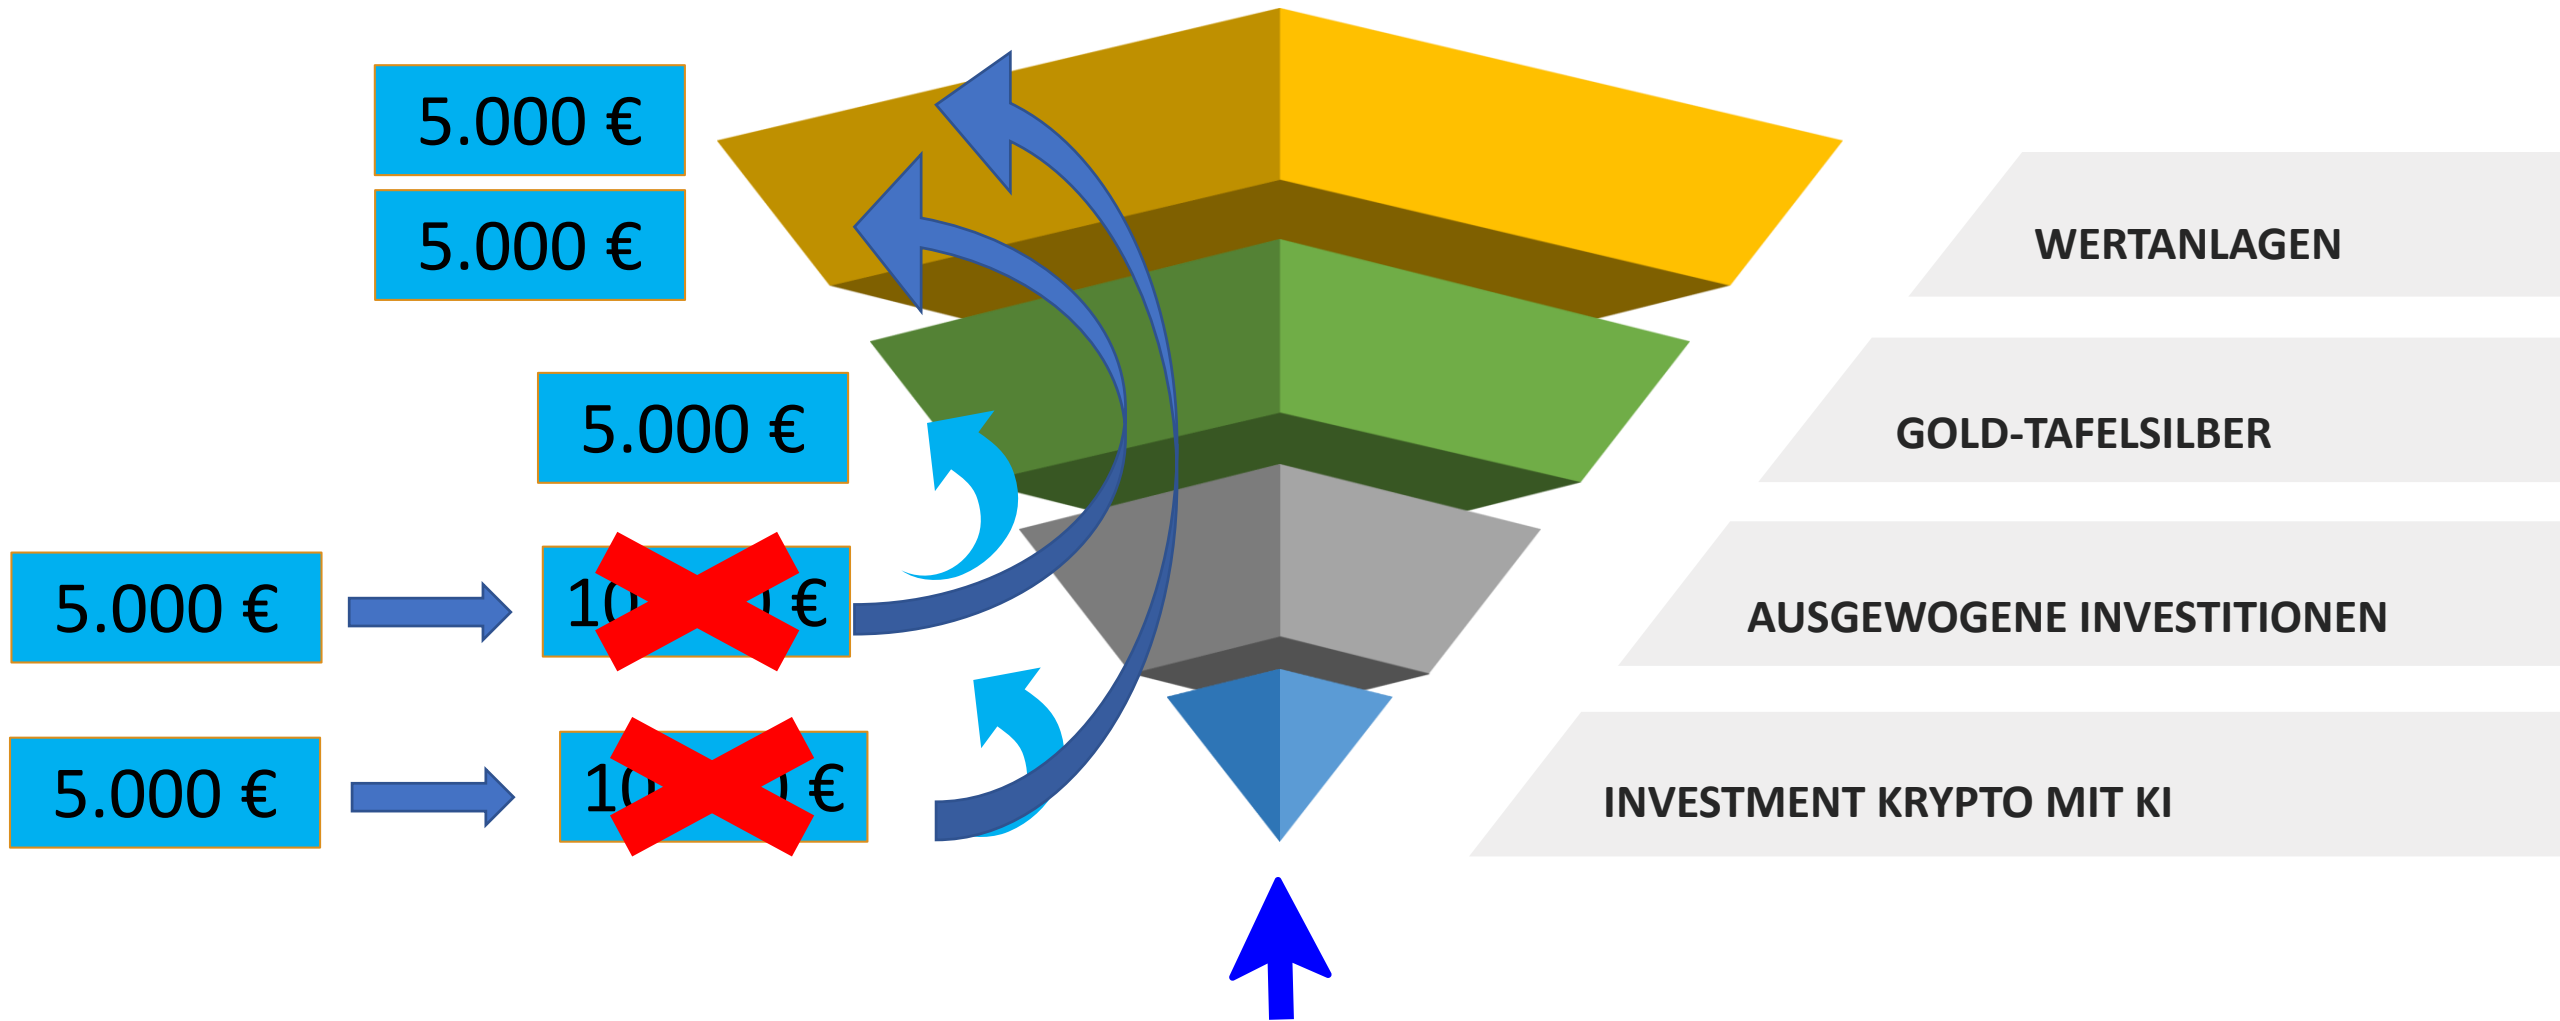 5.000 €
5.000 €
WERTANLAGEN
5.000 €
GOLD-TAFELSILBER
5.000 €
€
AUSGEWOGENE INVESTITIONEN
5.000 €
€
INVESTMENT KRYPTO MIT KI